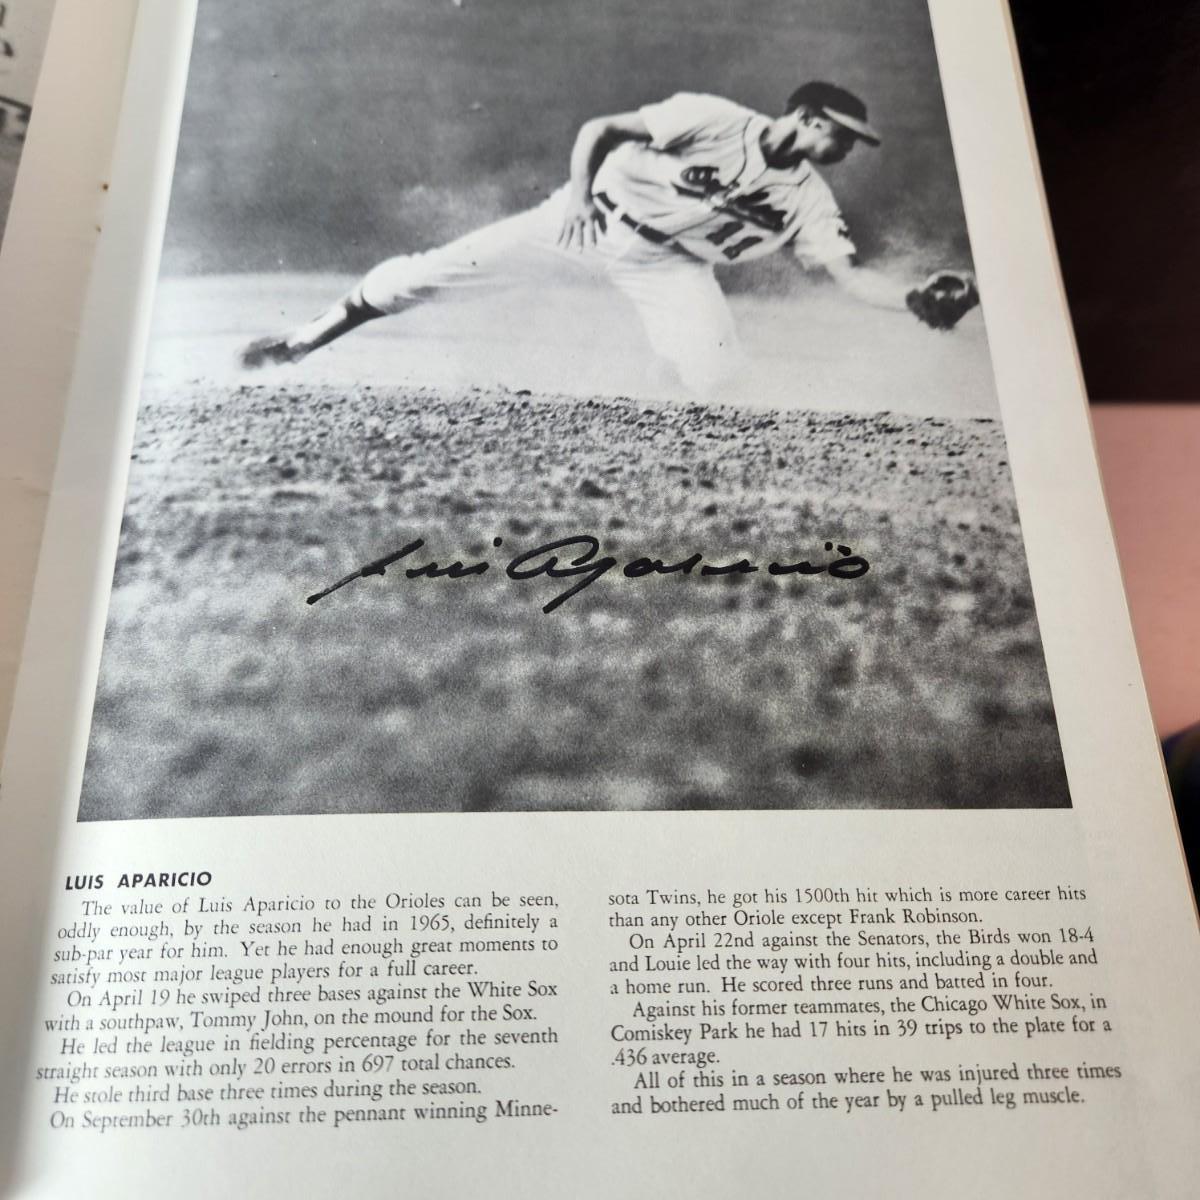 Orioles
11
Luis Aparicio
LUIS APARICIO
The value of Luis Aparicio to the Orioles can be seen,
oddly enough, by the season he had in 1965, definitely a
sub-par year for him. Yet he had enough great moments to
satisfy most major league players for a full career.
On April 19 he swiped three bases against the White Sox
with a southpaw, Tommy John, on the mound for the Sox.
He led the league in fielding percentage for the seventh
straight season with only 20 errors in 697 total chances.
He stole third base three times during the season.
On September 30th against the pennant winning Minne-
sota Twins, he got his 1500th hit which is more career hits
than any other Oriole except Frank Robinson.
On April 22nd against the Senators, the Birds won 18-4
and Louie led the way with four hits, including a double and
a home run. He scored three runs and batted in four.
Against his former teammates, the Chicago White Sox, in
Comiskey Park he had 17 hits in 39 trips to the plate for a
.436 average.
All of this in a season where he was injured three times
and bothered much of the year by a pulled leg muscle.